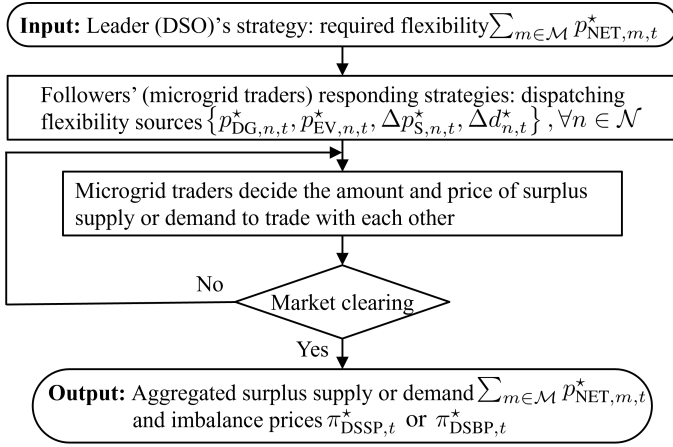 Input: Leader (DSO)'s strategy: required flexibility ∑_{m∈ℳ} p*_{NET,m,t}
Followers' (microgrid traders) responding strategies: dispatching
flexibility sources {p*_{DG,n,t}, p*_{EV,n,t}, Δp*_{S,n,t}, Δd*_{n,t}}, ∀n ∈ 𝒩
Microgrid traders decide the amount and price of surplus
supply or demand to trade with each other
No
Market clearing
Yes
Output: Aggregated surplus supply or demand ∑_{m∈ℳ} p*_{NET,m,t}
and imbalance prices π*_{DSSP,t} or π*_{DSBP,t}